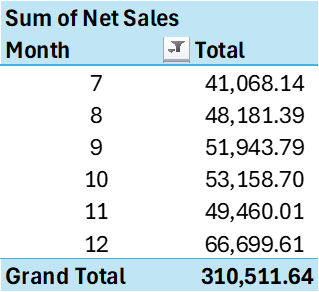 Sum of Net Sales
Month Total
7 41,068.14
8 48,181.39
9 51,943.79
10 53,158.70
11 49,460.01
12 66,699.61
Grand Total 310,511.64